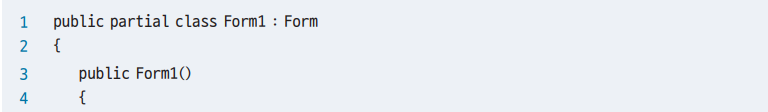 1 public partial class Form1 : Form
2 {
3 public Form1()
4 {